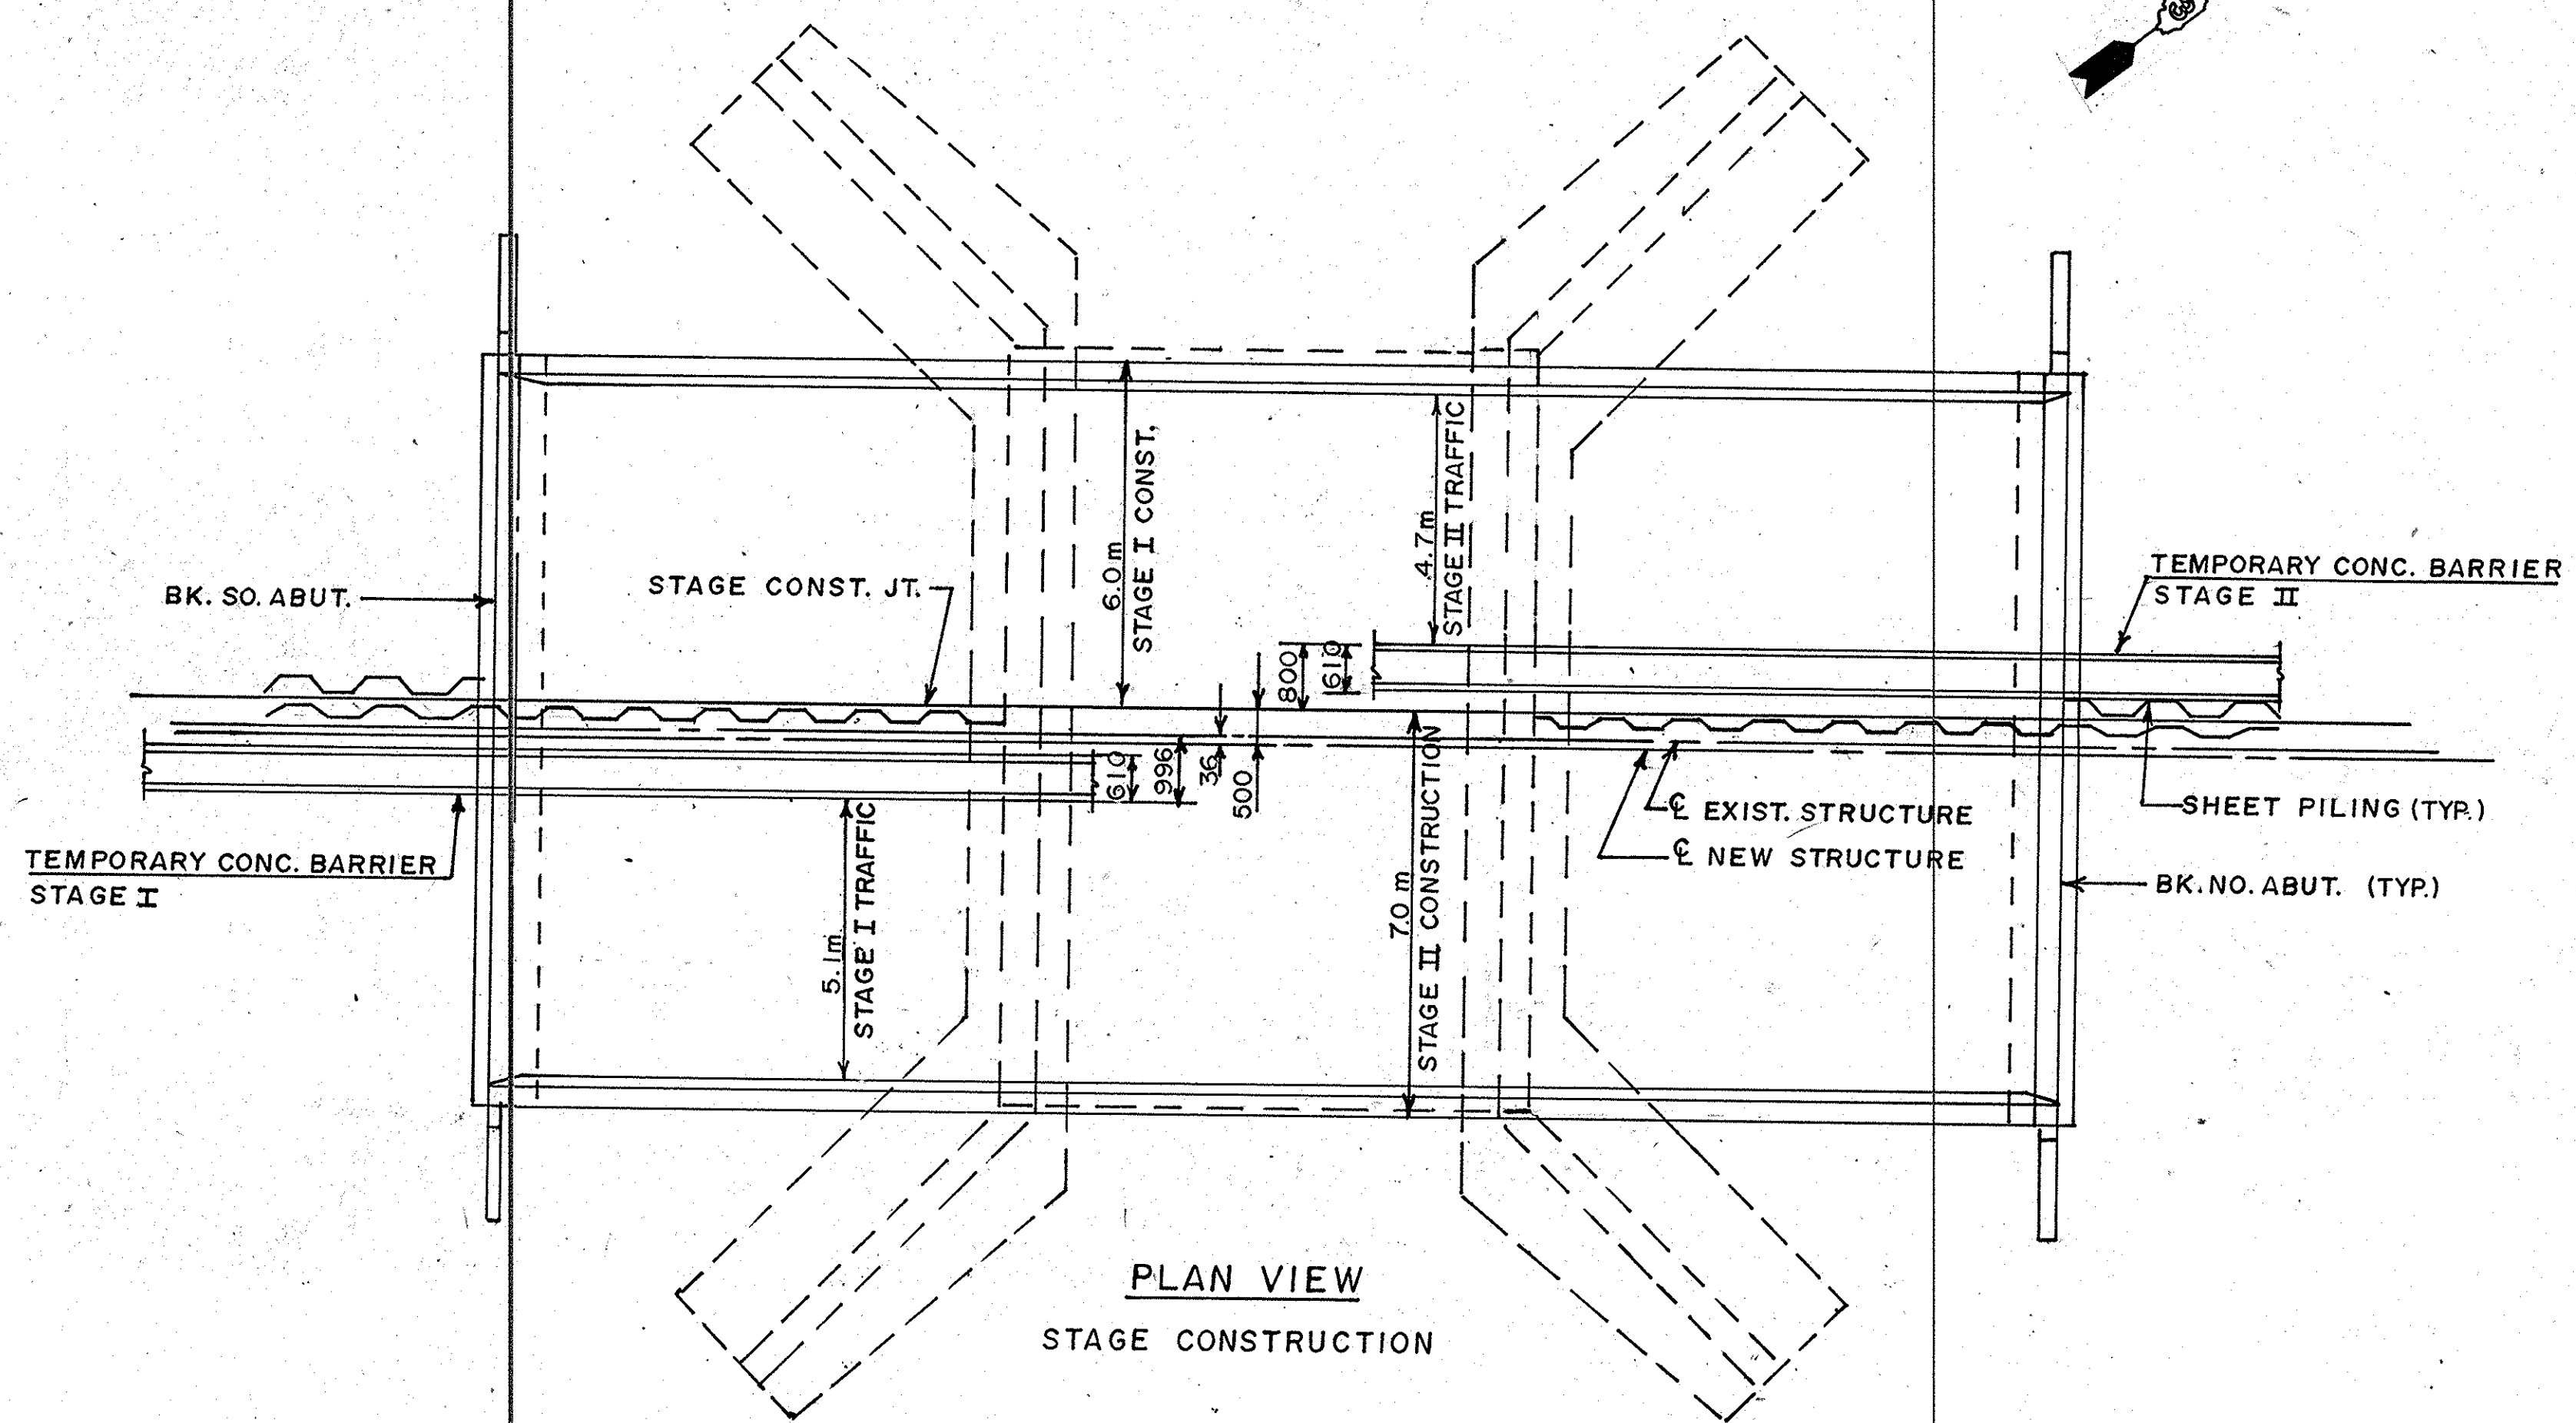 BK. SO. ABUT.
STAGE CONST. JT.
6.0 m
STAGE I CONST.
4.7m
STAGE II TRAFFIC
TEMPORARY CONC. BARRIER
STAGE II
800
610
610
996
36
500
TEMPORARY CONC. BARRIER
STAGE I
5.1m
STAGE I TRAFFIC
7.0 m
STAGE II CONSTRUCTION
℄ EXIST. STRUCTURE
℄ NEW STRUCTURE
SHEET PILING (TYP.)
BK. NO. ABUT. (TYP.)
PLAN VIEW
STAGE CONSTRUCTION